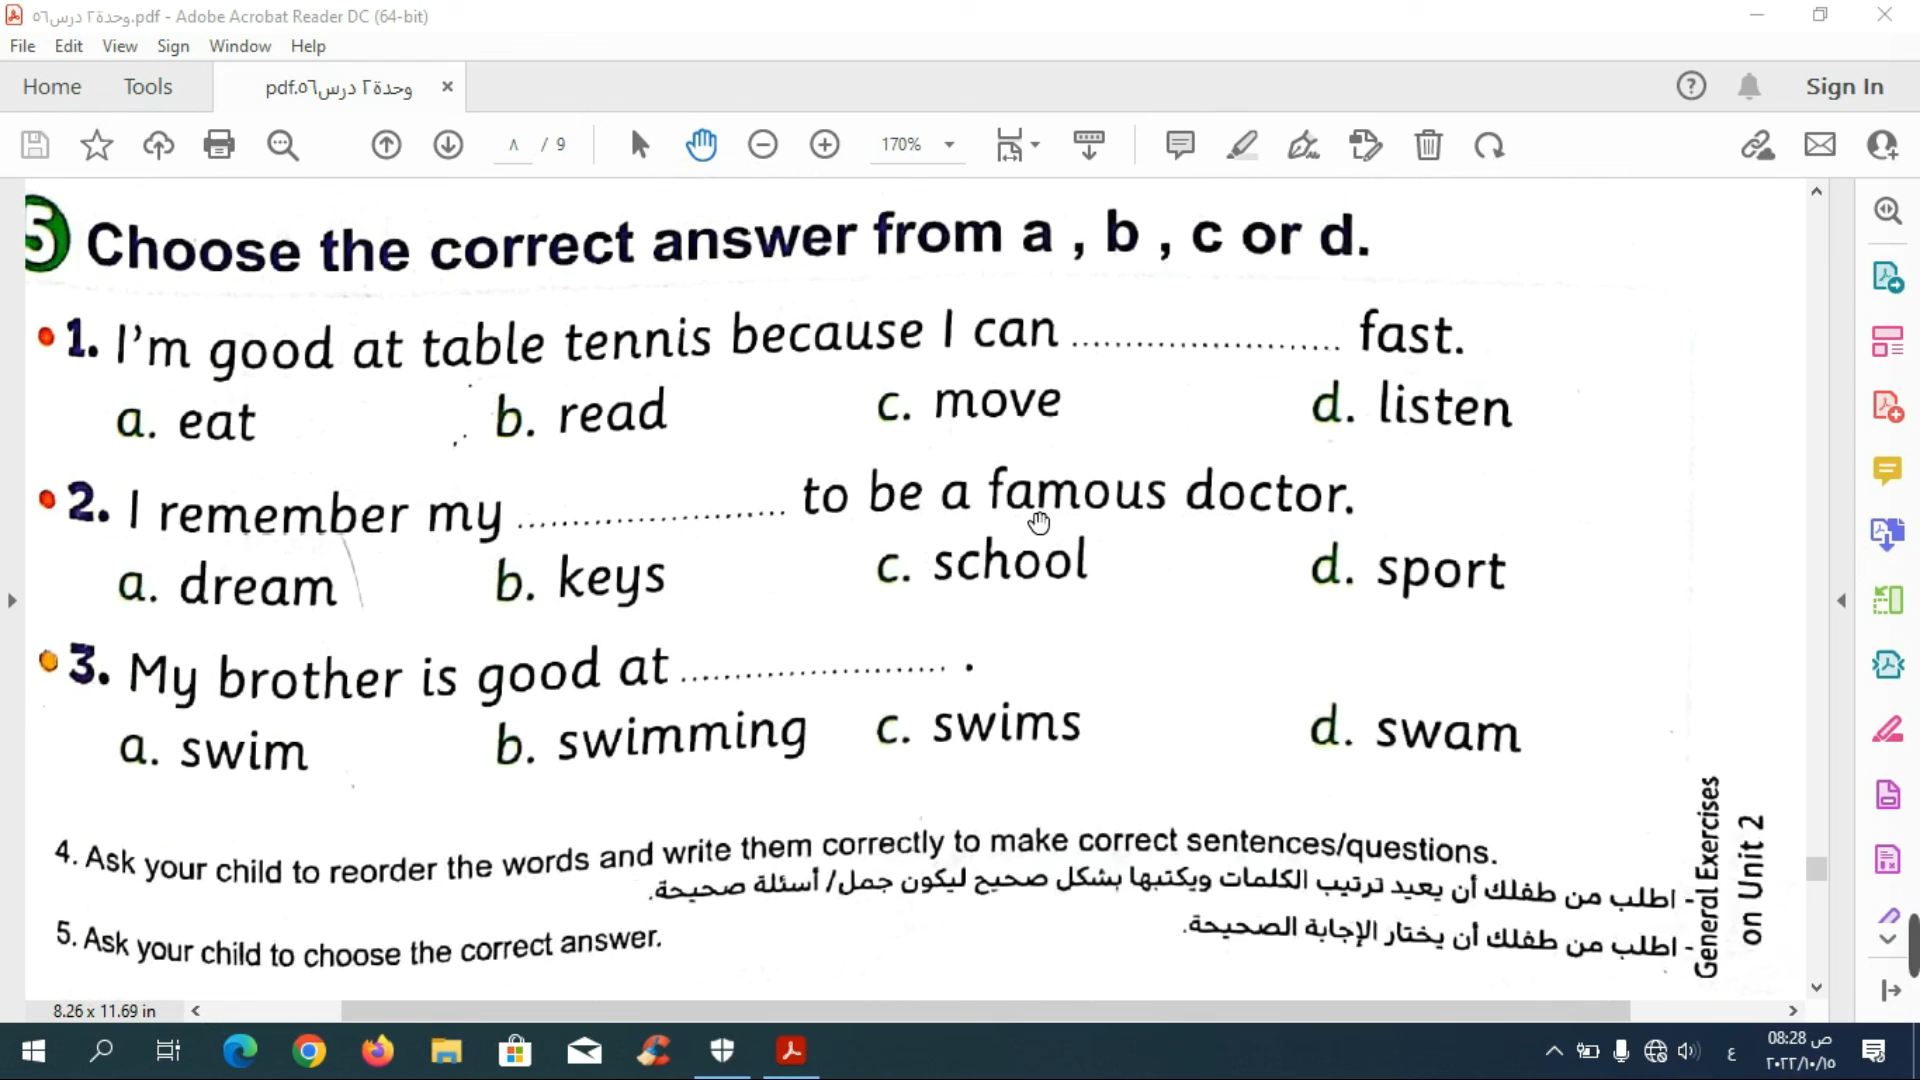 وحدة٢ درس٥٦.pdf - Adobe Acrobat Reader DC (64-bit)
File Edit View Sign Window Help
Home Tools وحدة٢ درس٥٦.pdf × Sign In
٨ / 9 170%
5 Choose the correct answer from a , b , c or d.
1. I'm good at table tennis because I can ........................ fast.
a. eat b. read c. move d. listen
2. I remember my ........................ to be a famous doctor.
a. dream b. keys c. school d. sport
3. My brother is good at ........................ .
a. swim b. swimming c. swims d. swam
4. Ask your child to reorder the words and write them correctly to make correct sentences/questions.
- اطلب من طفلك أن يعيد ترتيب الكلمات ويكتبها بشكل صحيح ليكون جمل/ أسئلة صحيحة.
5. Ask your child to choose the correct answer.
- اطلب من طفلك أن يختار الإجابة الصحيحة.
General Exercises
on Unit 2
8.26 x 11.69 in
ع
08:28 ص
٢٠٢٢/١٠/١٥